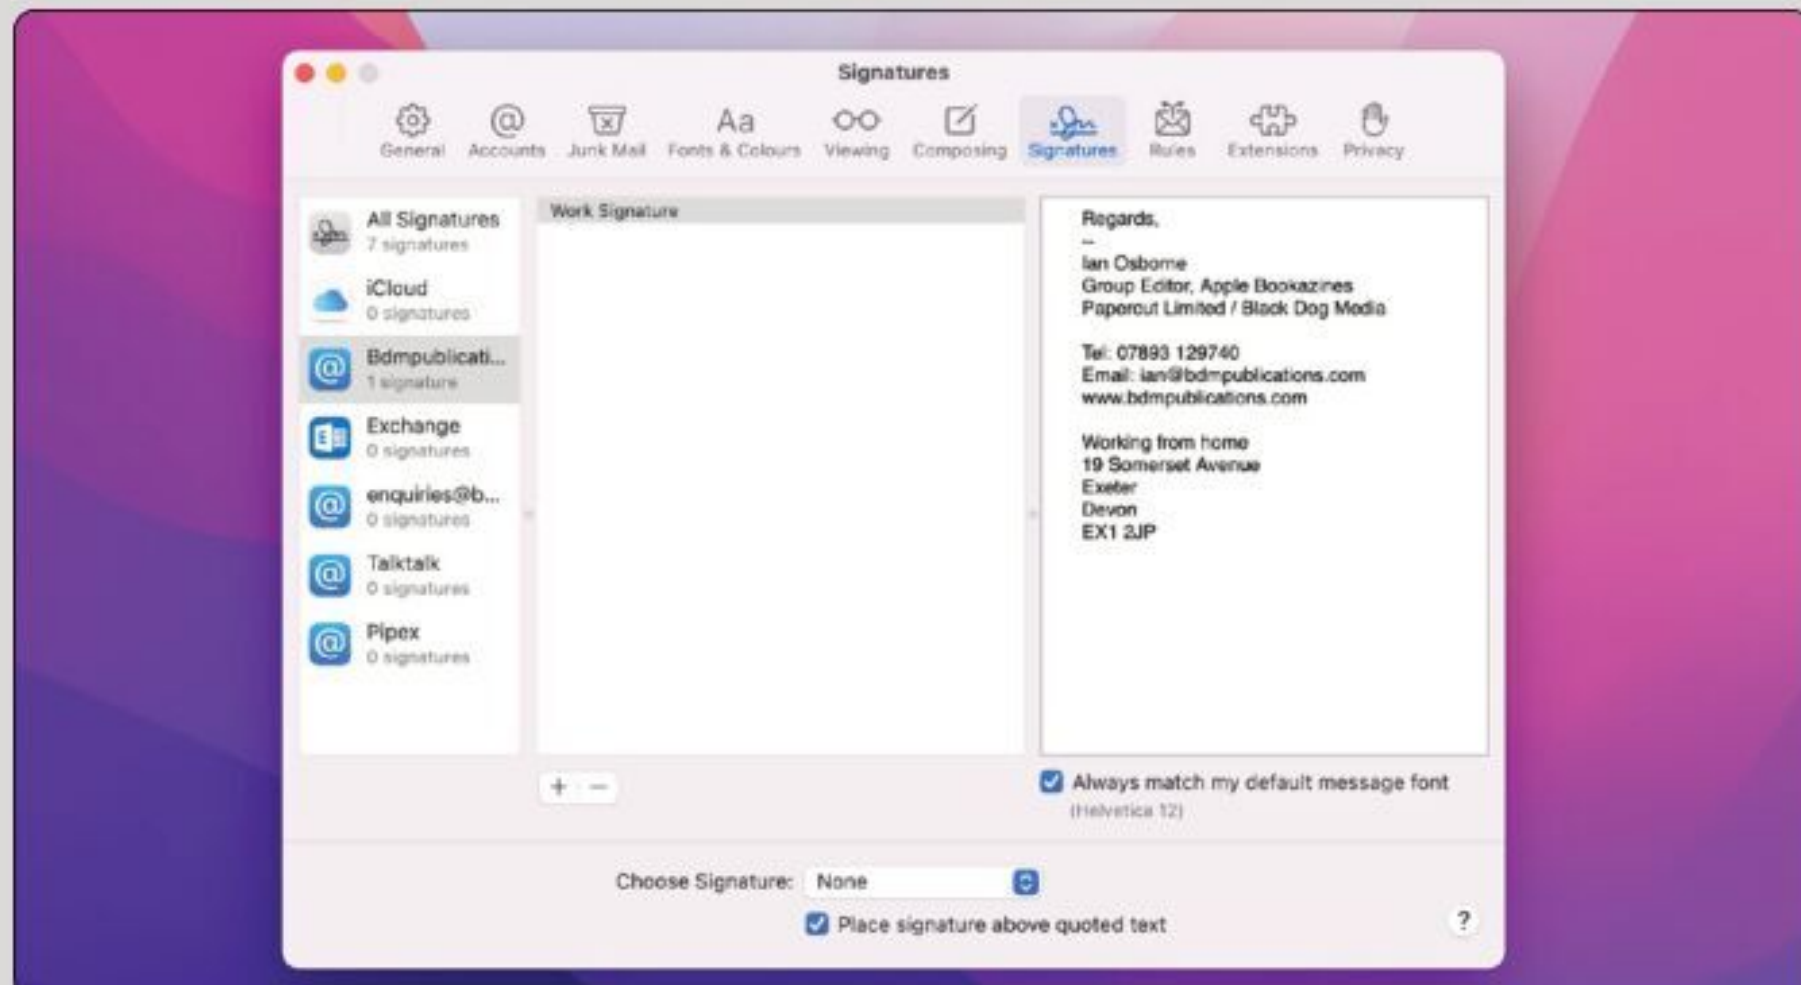 Signatures
General
Accounts
Junk Mail
Fonts & Colours
Viewing
Composing
Signatures
Rules
Extensions
Privacy
All Signatures
7 signatures
iCloud
0 signatures
Bdmpublicati...
1 signature
Exchange
0 signatures
enquiries@b...
0 signatures
Talktalk
0 signatures
Pipex
0 signatures
Work Signature
Regards,
--
Ian Osborne
Group Editor, Apple Bookazines
Papercut Limited / Black Dog Media
Tel: 07893 129740
Email: ian@bdmpublications.com
www.bdmpublications.com
Working from home
19 Somerset Avenue
Exeter
Devon
EX1 2JP
+ −
Always match my default message font
(Helvetica 12)
Choose Signature: None
Place signature above quoted text
?